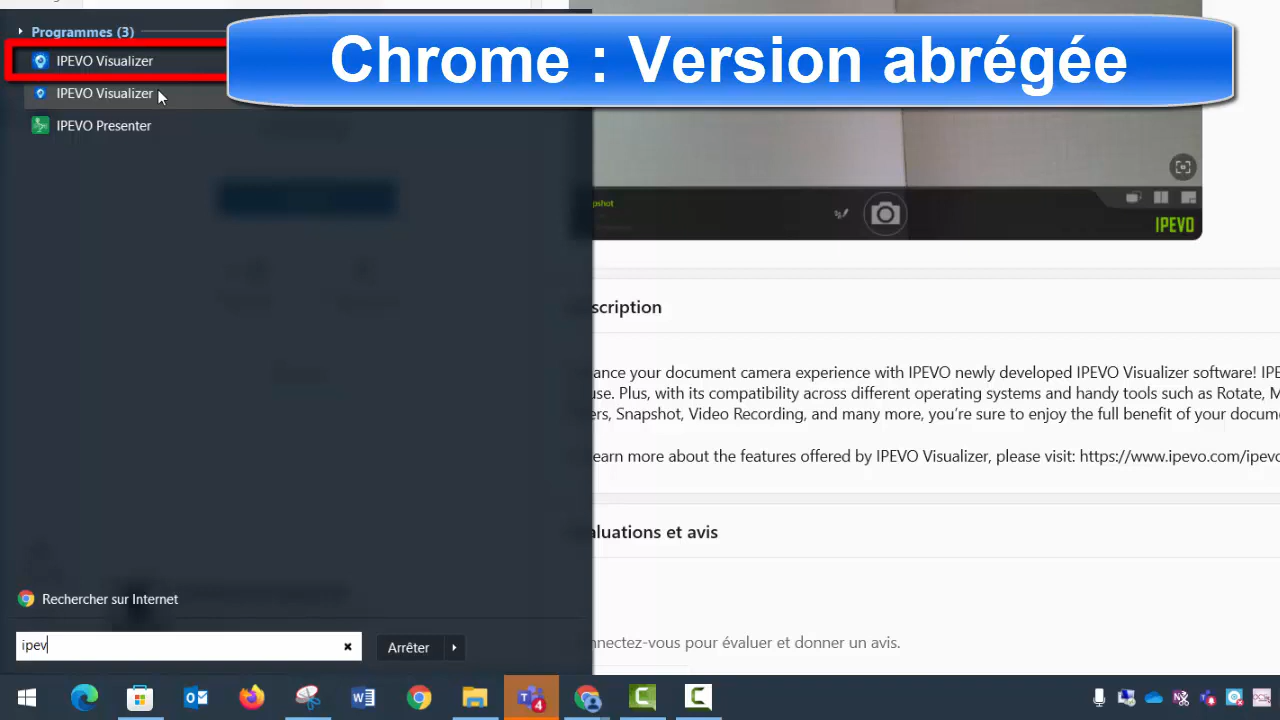 Programmes (3)
IPEVO Visualizer
Chrome : Version abrégée
IPEVO Visualizer
IPEVO Presenter
pshot
IPEVO
scription
ance your document camera experience with IPEVO newly developed IPEVO Visualizer software! IPE
use. Plus, with its compatibility across different operating systems and handy tools such as Rotate, M
ers, Snapshot, Video Recording, and many more, you're sure to enjoy the full benefit of your docume
earn more about the features offered by IPEVO Visualizer, please visit: https://www.ipevo.com/ipevo
aluations et avis
Rechercher sur Internet
nnectez-vous pour évaluer et donner un avis.
ipev
Arrêter
4